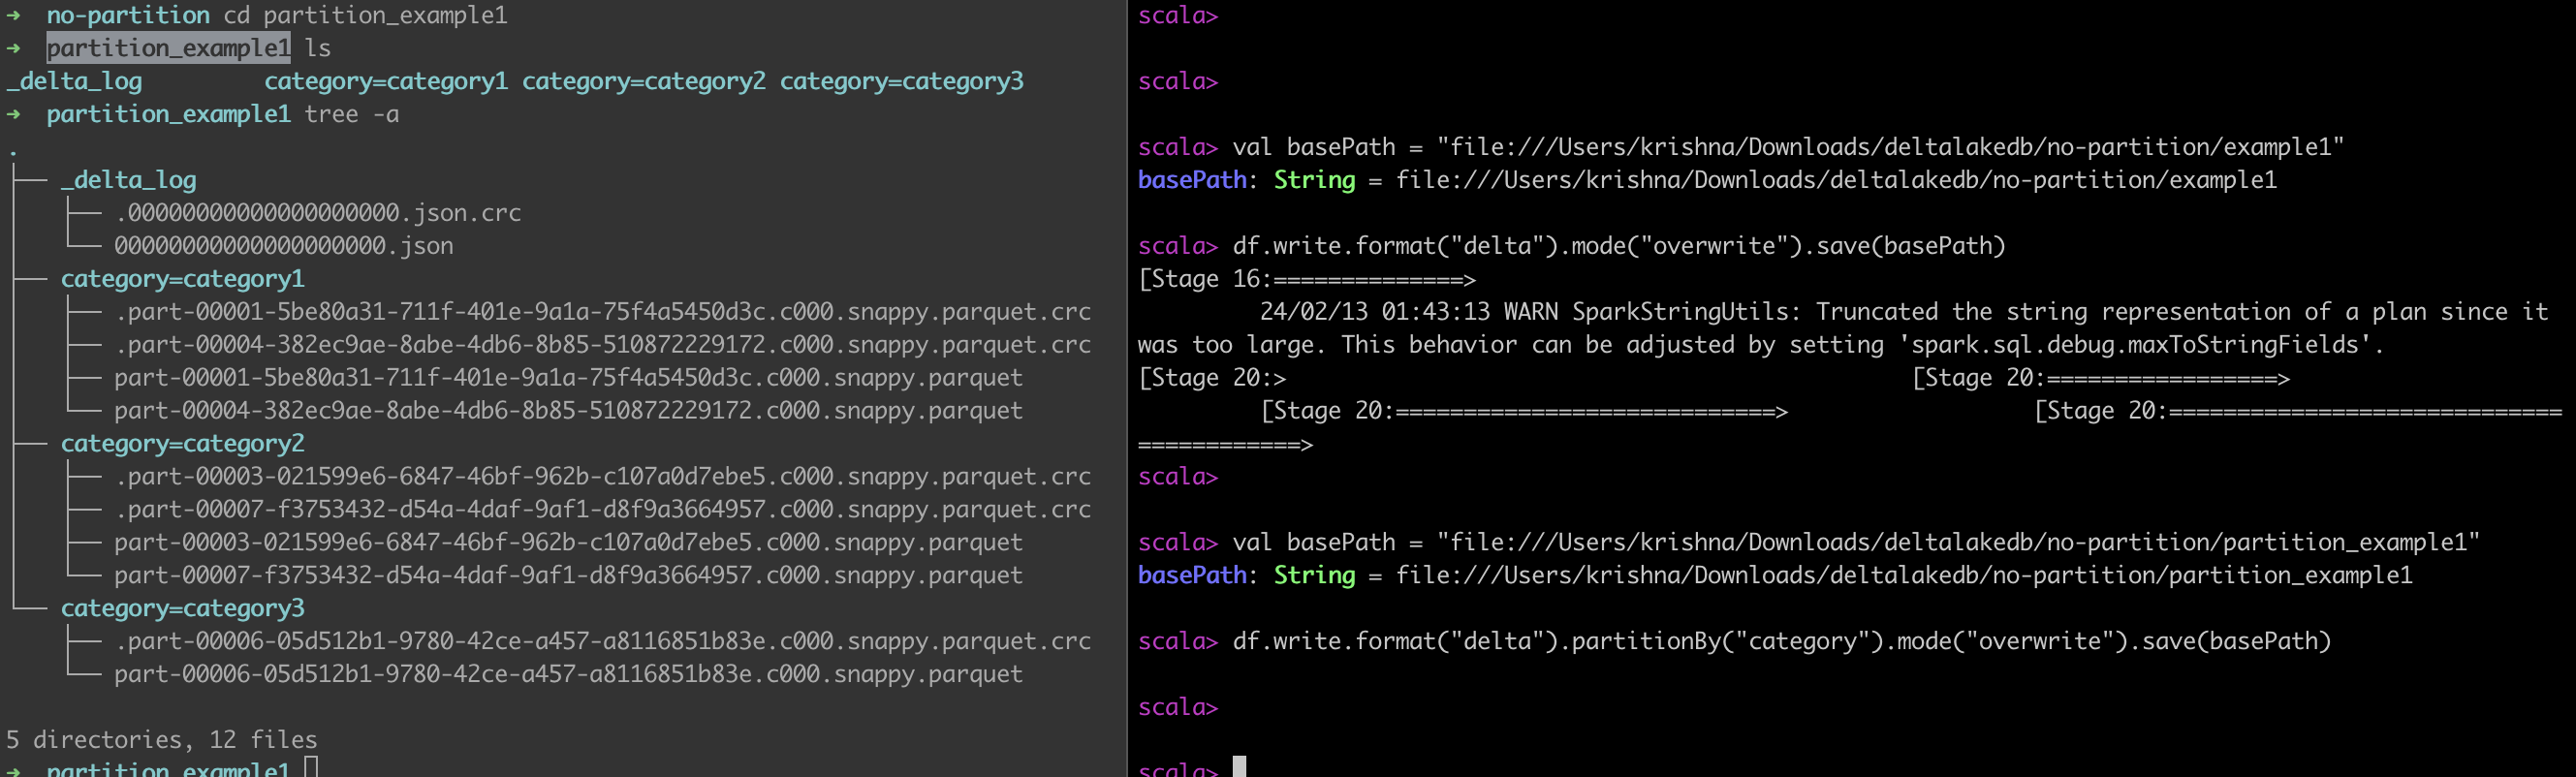 ➜  no-partition cd partition_example1
➜  partition_example1 ls
_delta_log         category=category1 category=category2 category=category3
➜  partition_example1 tree -a
.
├── _delta_log
│   ├── .00000000000000000000.json.crc
│   └── 00000000000000000000.json
├── category=category1
│   ├── .part-00001-5be80a31-711f-401e-9a1a-75f4a5450d3c.c000.snappy.parquet.crc
│   ├── .part-00004-382ec9ae-8abe-4db6-8b85-510872229172.c000.snappy.parquet.crc
│   ├── part-00001-5be80a31-711f-401e-9a1a-75f4a5450d3c.c000.snappy.parquet
│   └── part-00004-382ec9ae-8abe-4db6-8b85-510872229172.c000.snappy.parquet
├── category=category2
│   ├── .part-00003-021599e6-6847-46bf-962b-c107a0d7ebe5.c000.snappy.parquet.crc
│   ├── .part-00007-f3753432-d54a-4daf-9af1-d8f9a3664957.c000.snappy.parquet.crc
│   ├── part-00003-021599e6-6847-46bf-962b-c107a0d7ebe5.c000.snappy.parquet
│   └── part-00007-f3753432-d54a-4daf-9af1-d8f9a3664957.c000.snappy.parquet
└── category=category3
    ├── .part-00006-05d512b1-9780-42ce-a457-a8116851b83e.c000.snappy.parquet.crc
    └── part-00006-05d512b1-9780-42ce-a457-a8116851b83e.c000.snappy.parquet
5 directories, 12 files
➜  partition_example1
scala>
scala>
scala> val basePath = "file:///Users/krishna/Downloads/deltalakedb/no-partition/example1"
basePath: String = file:///Users/krishna/Downloads/deltalakedb/no-partition/example1
scala> df.write.format("delta").mode("overwrite").save(basePath)
[Stage 16:==============>
24/02/13 01:43:13 WARN SparkStringUtils: Truncated the string representation of a plan since it
was too large. This behavior can be adjusted by setting 'spark.sql.debug.maxToStringFields'.
[Stage 20:>                                              [Stage 20:=================>
[Stage 20:============================>                  [Stage 20:=============================
============>
scala>
scala> val basePath = "file:///Users/krishna/Downloads/deltalakedb/no-partition/partition_example1"
basePath: String = file:///Users/krishna/Downloads/deltalakedb/no-partition/partition_example1
scala> df.write.format("delta").partitionBy("category").mode("overwrite").save(basePath)
scala>
scala>